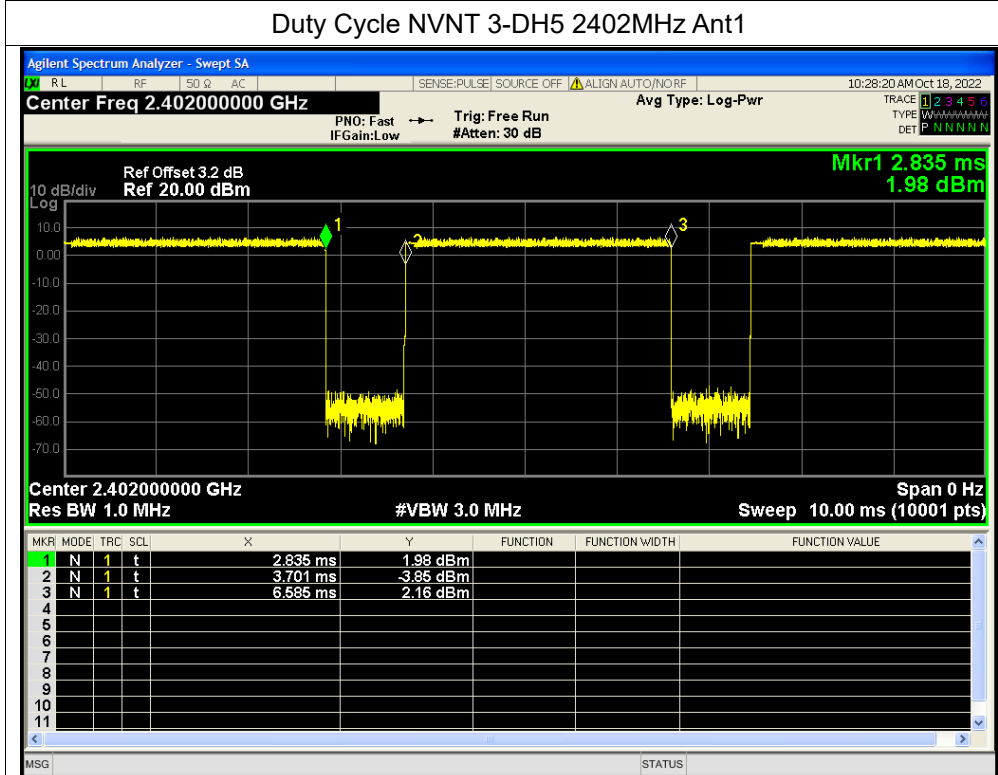 Duty Cycle NVNT 3-DH5 2402MHz Ant1
Agilent Spectrum Analyzer - Swept SA
LXI RL RF 50 Ω AC SENSE:PULSE SOURCE OFF ALIGN AUTO/NO RF 10:28:20 AM Oct 18, 2022
Center Freq 2.402000000 GHz Avg Type: Log-Pwr TRACE 1 2 3 4 5 6
PNO: Fast Trig: Free Run TYPE WWWWWW
IFGain:Low #Atten: 30 dB DET P N N N N N
Mkr1 2.835 ms
Ref Offset 3.2 dB
10 dB/div Ref 20.00 dBm 1.98 dBm
Log
10.0
0.00
-10.0
-20.0
-30.0
-40.0
-50.0
-60.0
-70.0
1
2
3
Center 2.402000000 GHz Span 0 Hz
Res BW 1.0 MHz #VBW 3.0 MHz Sweep 10.00 ms (10001 pts)
MKR MODE TRC SCL X Y FUNCTION FUNCTION WIDTH FUNCTION VALUE
1 N 1 t 2.835 ms 1.98 dBm
2 N 1 t 3.701 ms -3.85 dBm
3 N 1 t 6.585 ms 2.16 dBm
4
5
6
7
8
9
10
11
MSG STATUS